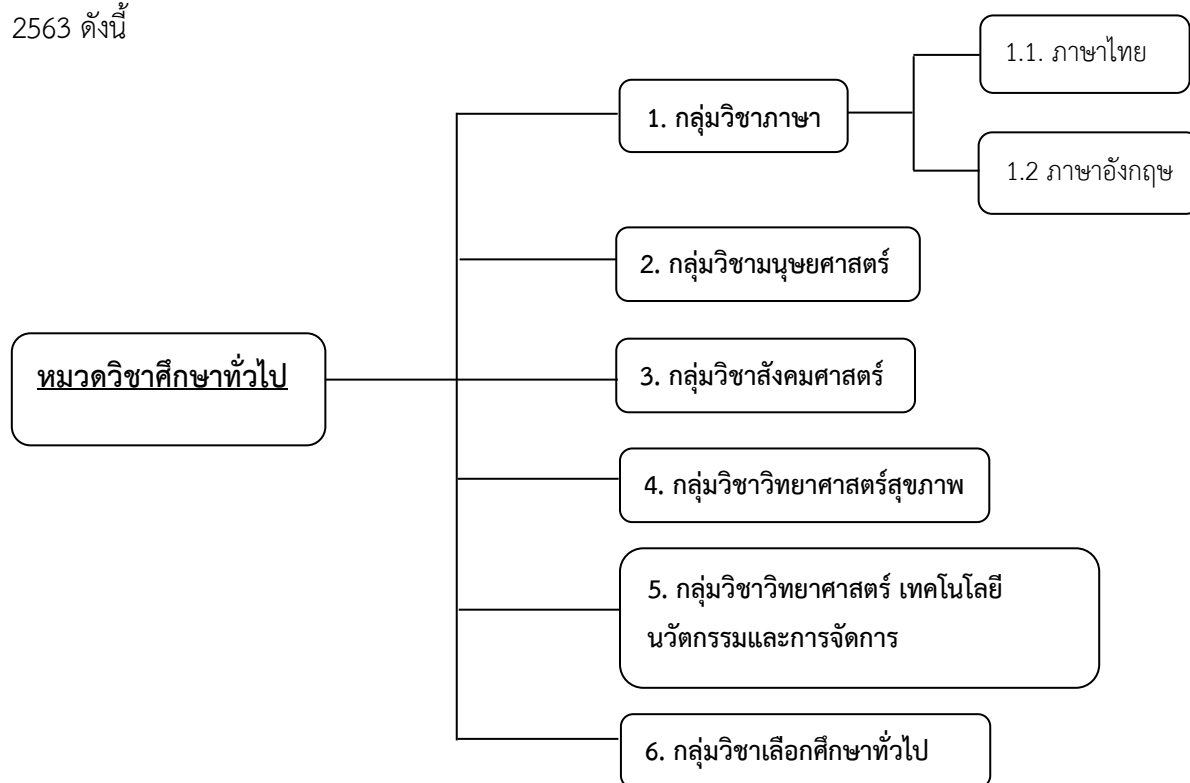 2563 ดังนี้
1.1. ภาษาไทย
1. กลุ่มวิชาภาษา
1.2 ภาษาอังกฤษ
2. กลุ่มวิชามนุษยศาสตร์
หมวดวิชาศึกษาทั่วไป
3. กลุ่มวิชาสังคมศาสตร์
4. กลุ่มวิชาวิทยาศาสตร์สุขภาพ
5. กลุ่มวิชาวิทยาศาสตร์ เทคโนโลยี
นวัตกรรมและการจัดการ
6. กลุ่มวิชาเลือกศึกษาทั่วไป